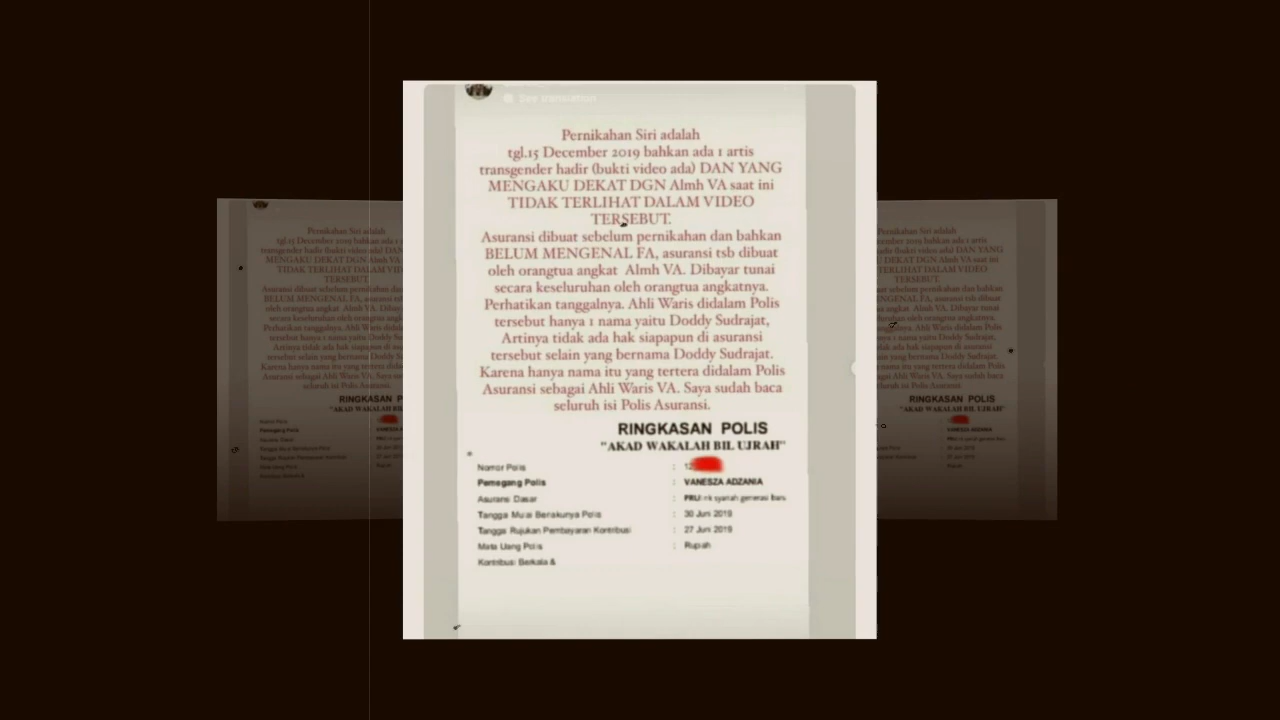 See translation
Pernikahan Siri adalah
tgl.15 December 2019 bahkan ada 1 artis
transgender hadir (bukti video ada) DAN YANG
MENGAKU DEKAT DGN Almh VA saat ini
TIDAK TERLIHAT DALAM VIDEO
TERSEBUT.
Asuransi dibuat sebelum pernikahan dan bahkan
BELUM MENGENAL FA, asuransi tsb dibuat
oleh orangtua angkat Almh VA. Dibayar tunai
secara keseluruhan oleh orangtua angkatnya.
Perhatikan tanggalnya. Ahli Waris didalam Polis
tersebut hanya 1 nama yaitu Doddy Sudrajat,
Artinya tidak ada hak siapapun di asuransi
tersebut selain yang bernama Doddy Sudrajat.
Karena hanya nama itu yang tertera didalam Polis
Asuransi sebagai Ahli Waris VA. Saya sudah baca
seluruh isi Polis Asuransi.
RINGKASAN POLIS
"AKAD WAKALAH BIL UJRAH"
Nomor Polis : 12
Pemegang Polis : VANESZA ADZANIA
Asuransi Dasar : PRU syariah generasi baru
Tanggal Mulai Berlakunya Polis : 30 Juni 2019
Tanggal Rujukan Pembayaran Kontribusi : 27 Juni 2019
Mata Uang Polis : Rupiah
Kontribusi Berkala &